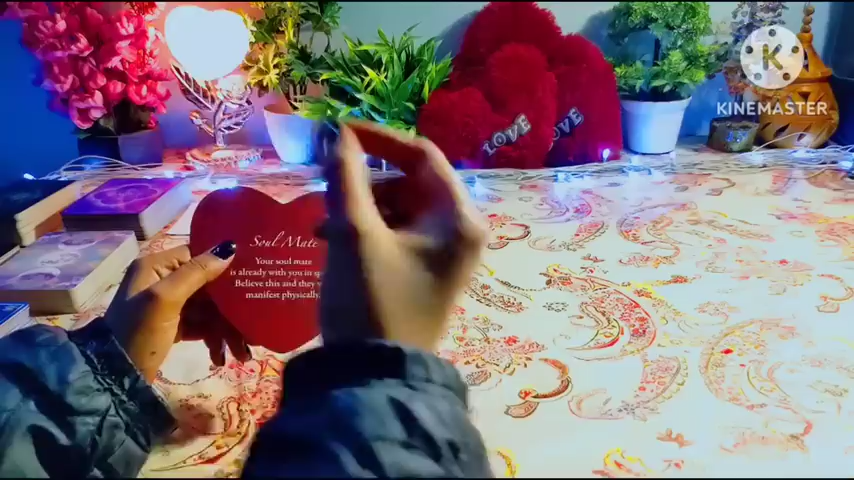 K
KINEMASTER
LOVE
LOVE
Soul Mate
Your soul mate
is already with you in s
Believe this and they w
manifest physically.